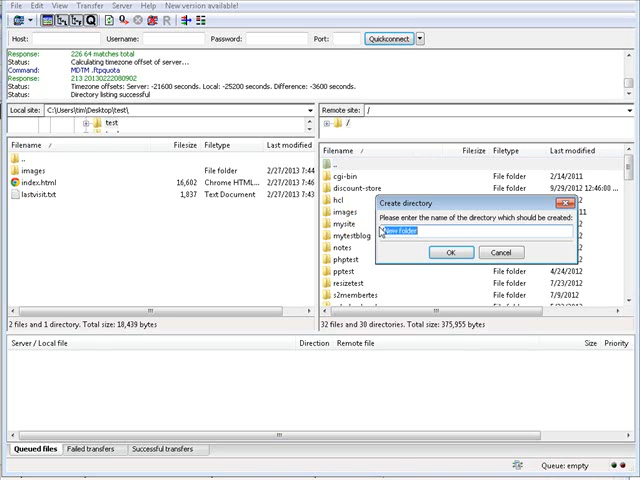 File Edit View Transfer Server Help New version available!
Host: Username: Password: Port: Quickconnect
Response: 226 64 matches total
Status: Calculating timezone offset of server...
Command: MDTM .ftpquota
Response: 213 20130222080902
Status: Timezone offsets: Server: -21600 seconds. Local: -25200 seconds. Difference: -3600 seconds.
Status: Directory listing successful
Local site: C:\Users\tim\Desktop\test\
test
Filename / Filesize Filetype Last modified
..
images File folder 2/27/2013 7:44
index.html 16,602 Chrome HTML... 2/27/2013 7:46
lastvisit.txt 1,837 Text Document 2/27/2013 7:43
2 files and 1 directory. Total size: 18,439 bytes
Remote site: /
/
Filename / Filesize Filetype Last modified
..
cgi-bin File folder 2/14/2011
discount-store File folder 9/29/2012 12:46:00 ...
hcl
images
mysite
mytestblog
notes
phptest
pptest File folder 4/24/2012
resizetest File folder 7/23/2012
s2membertes File folder 7/9/2012
32 files and 30 directories. Total size: 375,955 bytes
Create directory
Please enter the name of the directory which should be created:
New folder
OK Cancel
Server / Local file Direction Remote file Size Priority
Queued files Failed transfers Successful transfers
Queue: empty